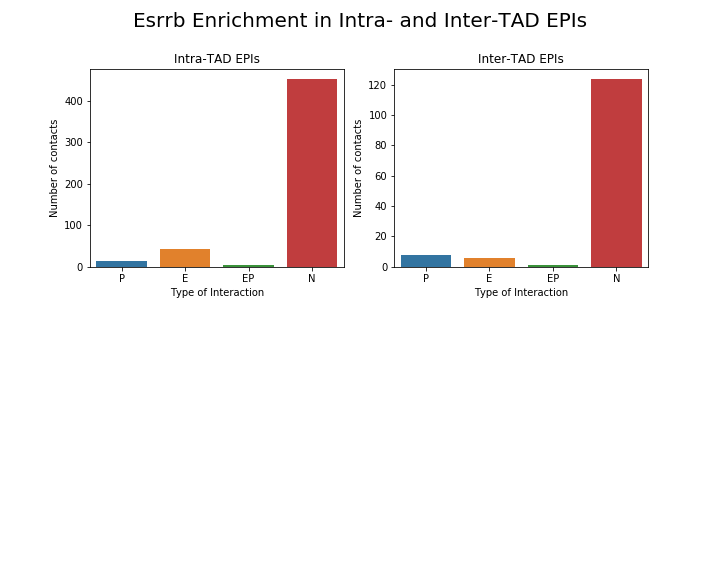 Esrrb Enrichment in Intra- and Inter-TAD EPIs
Intra-TAD EPIs
Number of contacts
400
300
200
100
0
P E EP N
Type of Interaction
Inter-TAD EPIs
Number of contacts
120
100
80
60
40
20
0
P E EP N
Type of Interaction